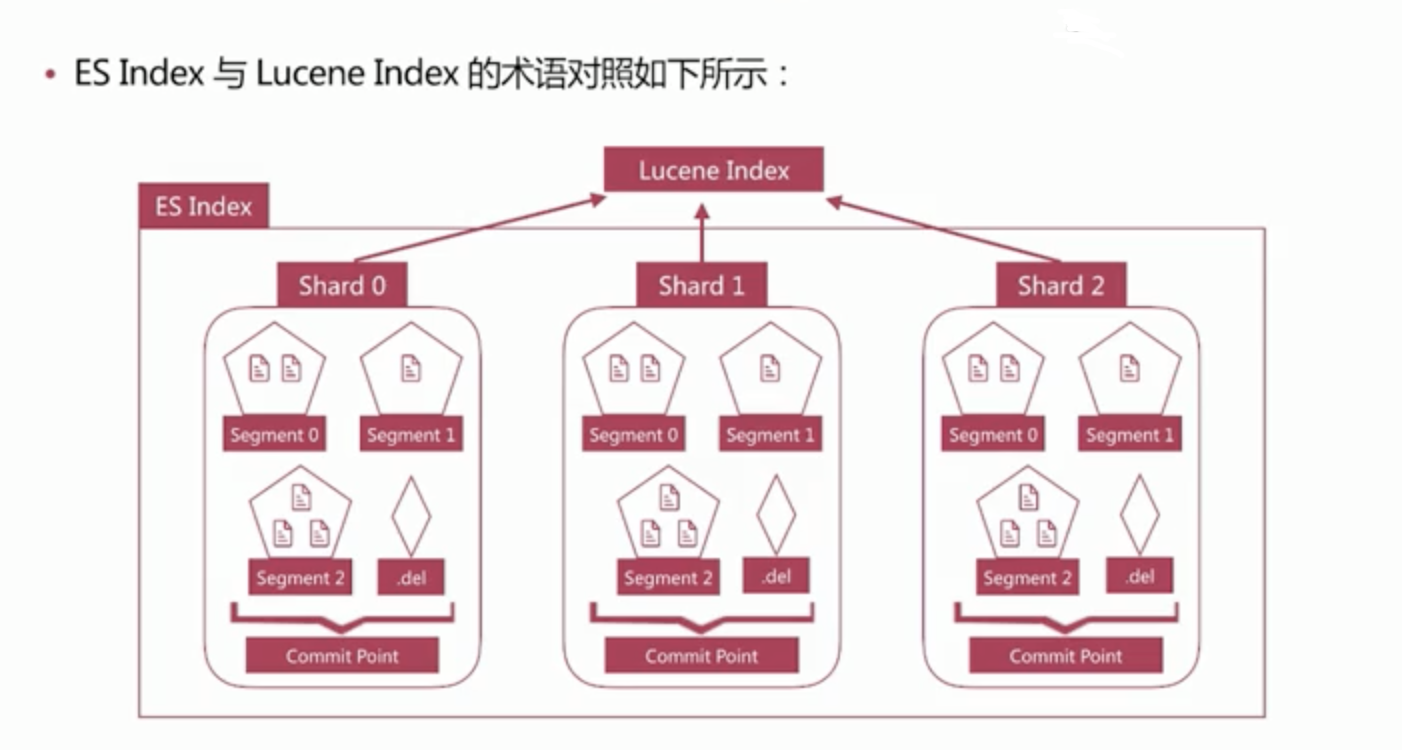 • ES Index 与 Lucene Index 的术语对照如下所示：
Lucene Index
ES Index
Shard 0
Shard 1
Shard 2
Segment 0
Segment 1
Segment 0
Segment 1
Segment 0
Segment 1
Segment 2
.del
Segment 2
.del
Segment 2
.del
Commit Point
Commit Point
Commit Point